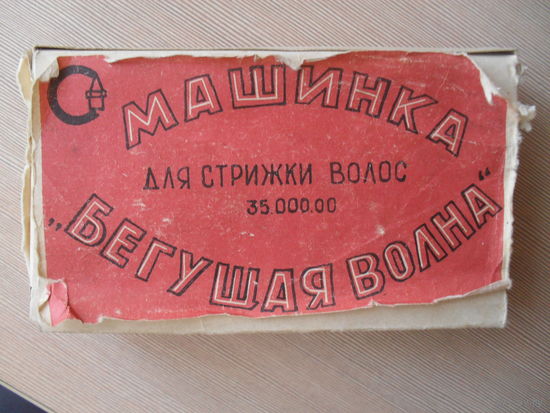 МАШИНКА
ДЛЯ СТРИЖКИ ВОЛОС
35.000.00
„БЕГУЩАЯ ВОЛНА“